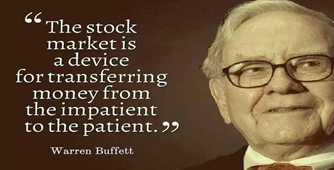 “ The stock
market is
a device
for transferring
money from
the impatient
to the patient. ”
Warren Buffett